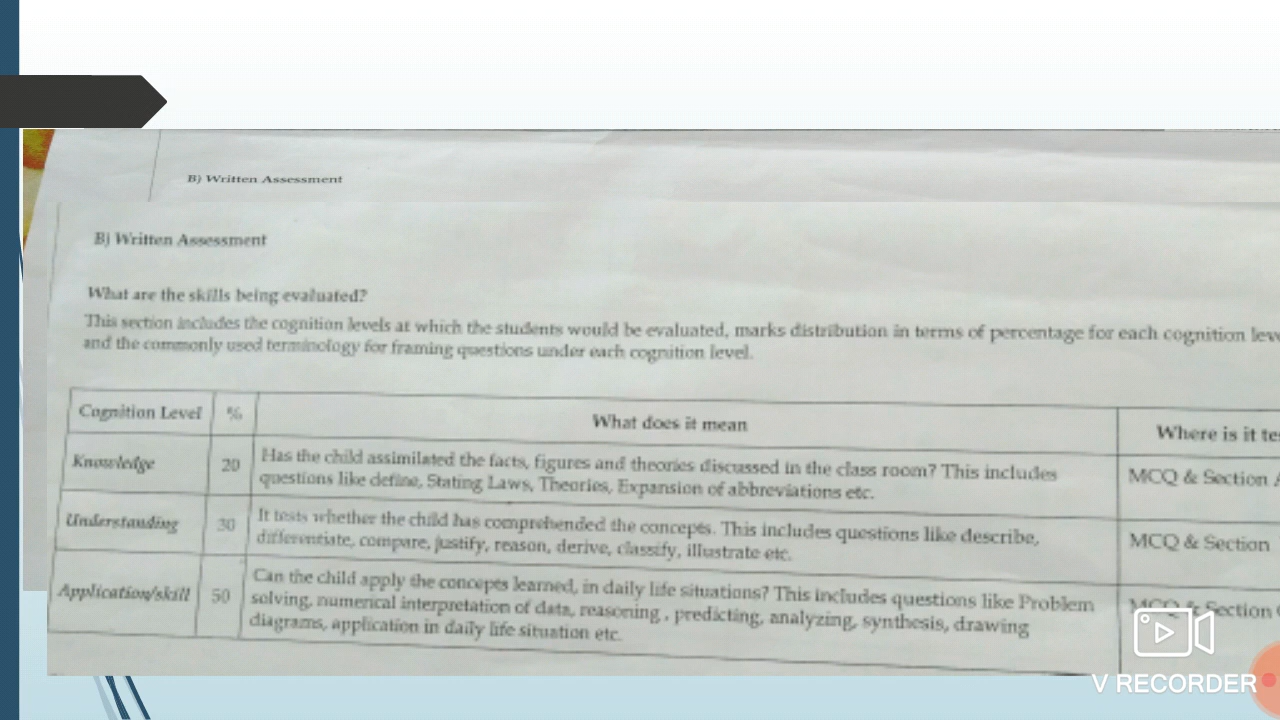 B) Written Assessment
B) Written Assessment
What are the skills being evaluated?
This section includes the cognition levels at which the students would be evaluated, marks distribution in terms of percentage for each cognition leve
and the commonly used terminology for framing questions under each cognition level.
Cognition Level % What does it mean Where is it te
Knowledge 20 Has the child assimilated the facts, figures and theories discussed in the class room? This includes MCQ & Section A
questions like define, Stating Laws, Theories, Expansion of abbreviations etc.
Understanding 30 It tests whether the child has comprehended the concepts. This includes questions like describe, MCQ & Section
differentiate, compare, justify, reason, derive, classify, illustrate etc.
Application/skill 50 Can the child apply the concepts learned, in daily life situations? This includes questions like Problem MCQ & Section
solving, numerical interpretation of data, reasoning , predicting, analyzing, synthesis, drawing
diagrams, application in daily life situation etc.
V RECORDER